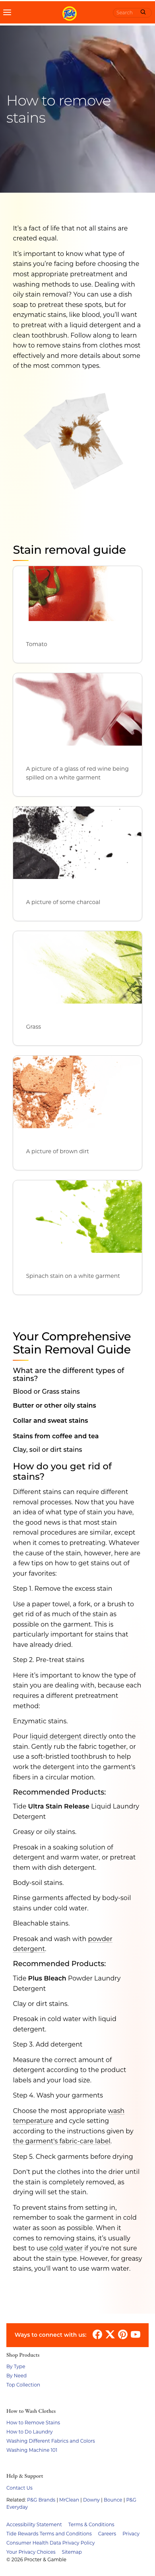 Tide
Search
How to remove
stains
It's a fact of life that not all stains are
created equal.
It's important to know what type of
stain you're facing before choosing the
most appropriate pretreatment and
washing methods to use. Dealing with
oily stain removal? You can use a dish
soap to pretreat those spots, but for
enzymatic stains, like blood, you'll want
to pretreat with a liquid detergent and a
clean toothbrush. Follow along to learn
how to remove stains from clothes most
effectively and more details about some
of the most common types.
Stain removal guide
Tomato
A picture of a glass of red wine being
spilled on a white garment
A picture of some charcoal
Grass
A picture of brown dirt
Spinach stain on a white garment
Your Comprehensive
Stain Removal Guide
What are the different types of
stains?
Blood or Grass stains
Butter or other oily stains
Collar and sweat stains
Stains from coffee and tea
Clay, soil or dirt stains
How do you get rid of
stains?
Different stains can require different
removal processes. Now that you have
an idea of what type of stain you have,
the good news is that most stain
removal procedures are similar, except
when it comes to pretreating. Whatever
the cause of the stain, however, here are
a few tips on how to get stains out of
your favorites:
Step 1. Remove the excess stain
Use a paper towel, a fork, or a brush to
get rid of as much of the stain as
possible on the garment. This is
particularly important for stains that
have already dried.
Step 2. Pre-treat stains
Here it's important to know the type of
stain you are dealing with, because each
requires a different pretreatment
method:
Enzymatic stains.
Pour liquid detergent directly onto the
stain. Gently rub the fabric together, or
use a soft-bristled toothbrush to help
work the detergent into the garment's
fibers in a circular motion.
Recommended Products:
Tide Ultra Stain Release Liquid Laundry
Detergent
Greasy or oily stains.
Presoak in a soaking solution of
detergent and warm water, or pretreat
them with dish detergent.
Body-soil stains.
Rinse garments affected by body-soil
stains under cold water.
Bleachable stains.
Presoak and wash with powder
detergent.
Recommended Products:
Tide Plus Bleach Powder Laundry
Detergent
Clay or dirt stains.
Presoak in cold water with liquid
detergent.
Step 3. Add detergent
Measure the correct amount of
detergent according to the product
labels and your load size.
Step 4. Wash your garments
Choose the most appropriate wash
temperature and cycle setting
according to the instructions given by
the garment's fabric-care label.
Step 5. Check garments before drying
Don't put the clothes into the drier until
the stain is completely removed, as
drying will set the stain.
To prevent stains from setting in,
remember to soak the garment in cold
water as soon as possible. When it
comes to removing stains, it's usually
best to use cold water if you're not sure
about the stain type. However, for greasy
stains, you'll want to use warm water.
Ways to connect with us:
Shop Products
By Type
By Need
Top Collection
How to Wash Clothes
How to Remove Stains
How to Do Laundry
Washing Different Fabrics and Colors
Washing Machine 101
Help & Support
Contact Us
Related: P&G Brands | MrClean | Downy | Bounce | P&G
Everyday
Accessibility Statement Terms & Conditions
Tide Rewards Terms and Conditions Careers Privacy
Consumer Health Data Privacy Policy
Your Privacy Choices Sitemap
© 2026 Procter & Gamble